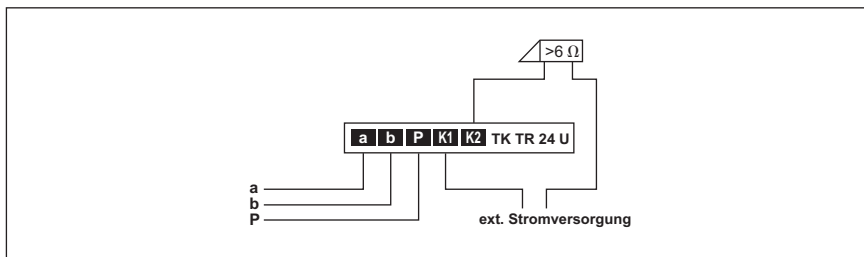 >6 Ω
a b P K1 K2 TK TR 24 U
a
b
P
ext. Stromversorgung